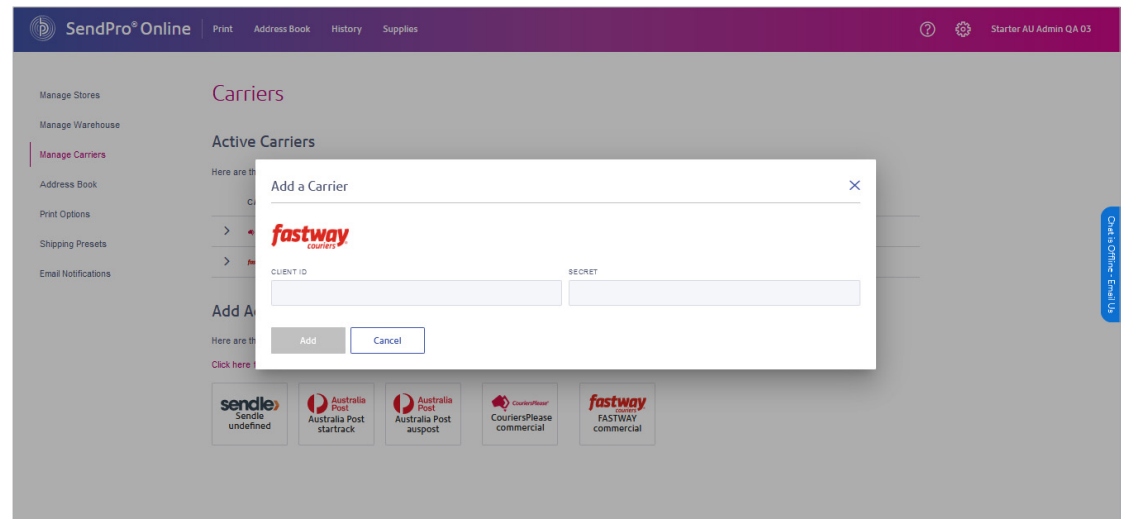 SendPro® Online Print Address Book History Supplies Starter AU Admin QA 03
Manage Stores
Manage Warehouse
Manage Carriers
Address Book
Print Options
Shipping Presets
Email Notifications
Carriers
Active Carriers
Here are th
Add a Carrier
fastway
couriers
CLIENT ID
SECRET
Add
Cancel
Add A
Here are th
Click here
sendle
Sendle
undefined
Australia
Post
Australia Post
startrack
Australia
Post
Australia Post
auspost
CouriersPlease
CouriersPlease
commercial
fastway
couriers
FASTWAY
commercial
Chat is Offline - Email Us